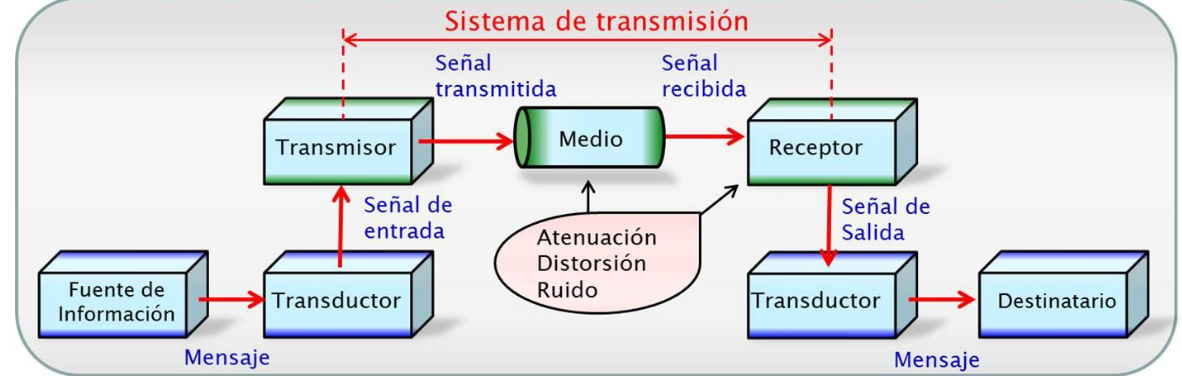 Sistema de transmisión
Señal
transmitida
Señal
recibida
Transmisor
Medio
Receptor
Señal de
entrada
Señal de
Salida
Atenuación
Distorsión
Ruido
Fuente de
Información
Transductor
Transductor
Destinatario
Mensaje
Mensaje